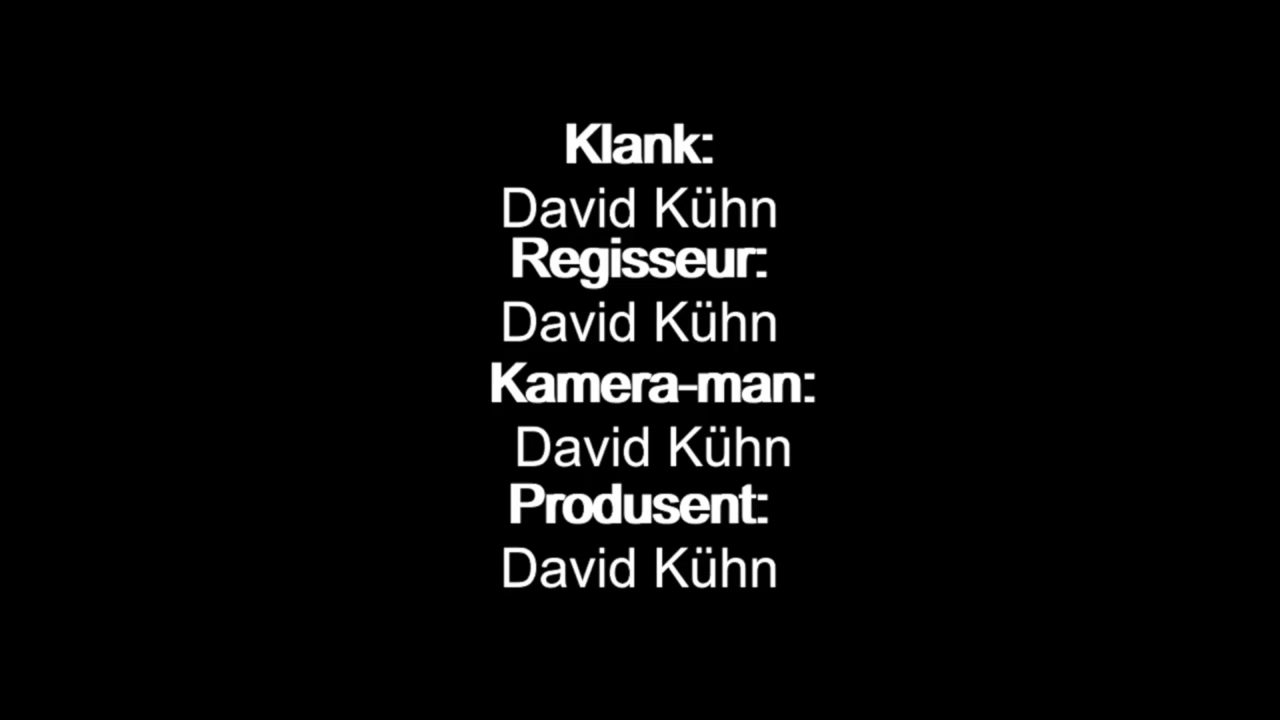 Klank:
David Kühn
Regisseur:
David Kühn
Kamera-man:
David Kühn
Produsent:
David Kühn